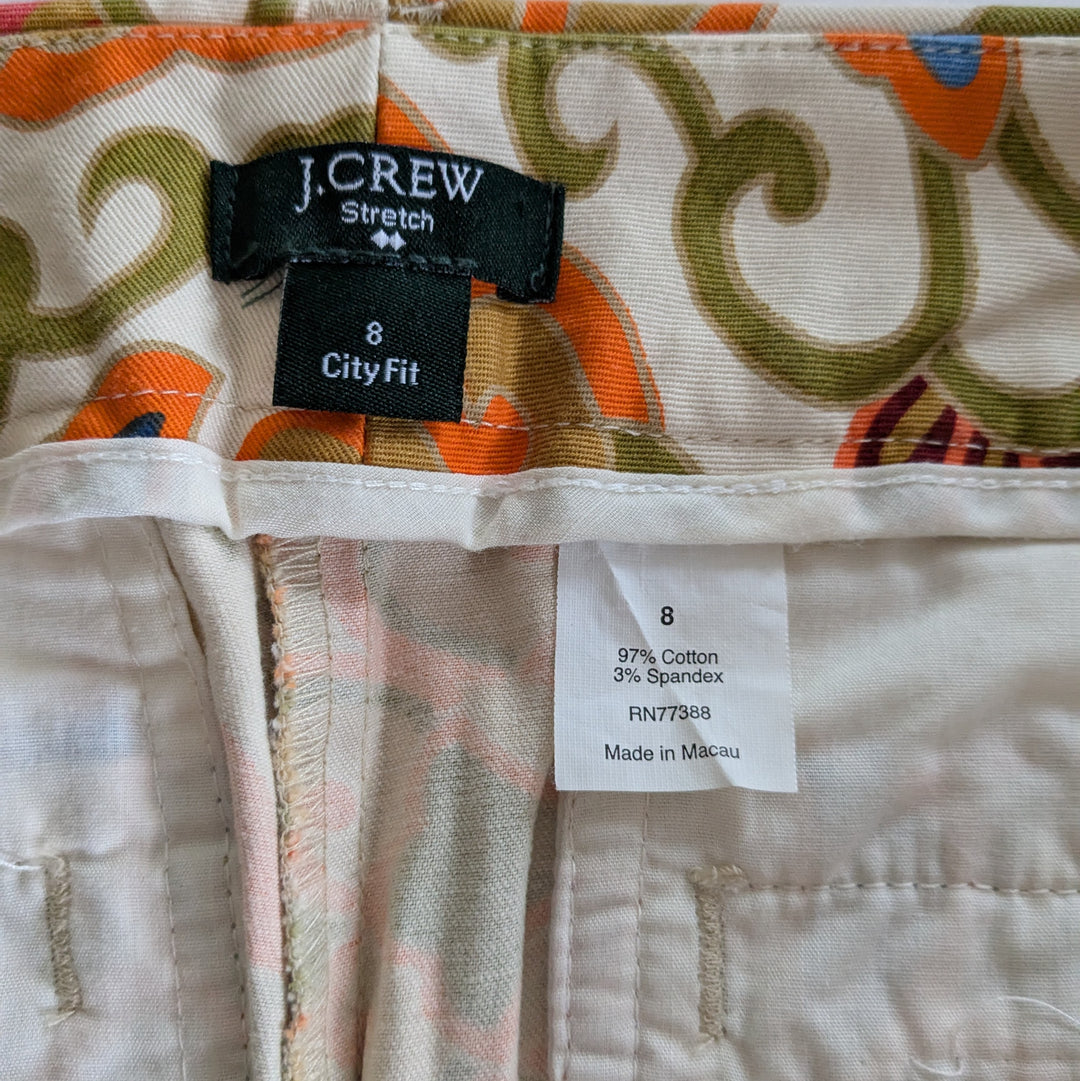 J.CREW
Stretch
8
City Fit
8
97% Cotton
3% Spandex
RN77388
Made in Macau